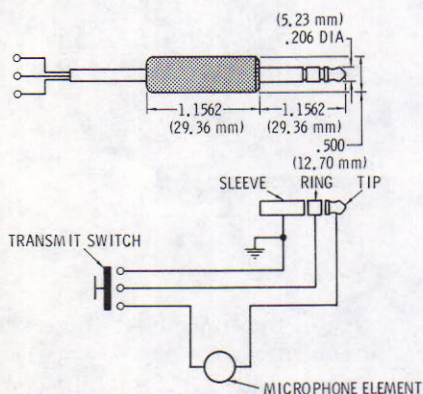 (5.23 mm)
.206 DIA
1.1562
(29.36 mm)
1.1562
(29.36 mm)
.500
(12.70 mm)
SLEEVE
RING
TIP
TRANSMIT SWITCH
MICROPHONE ELEMENT